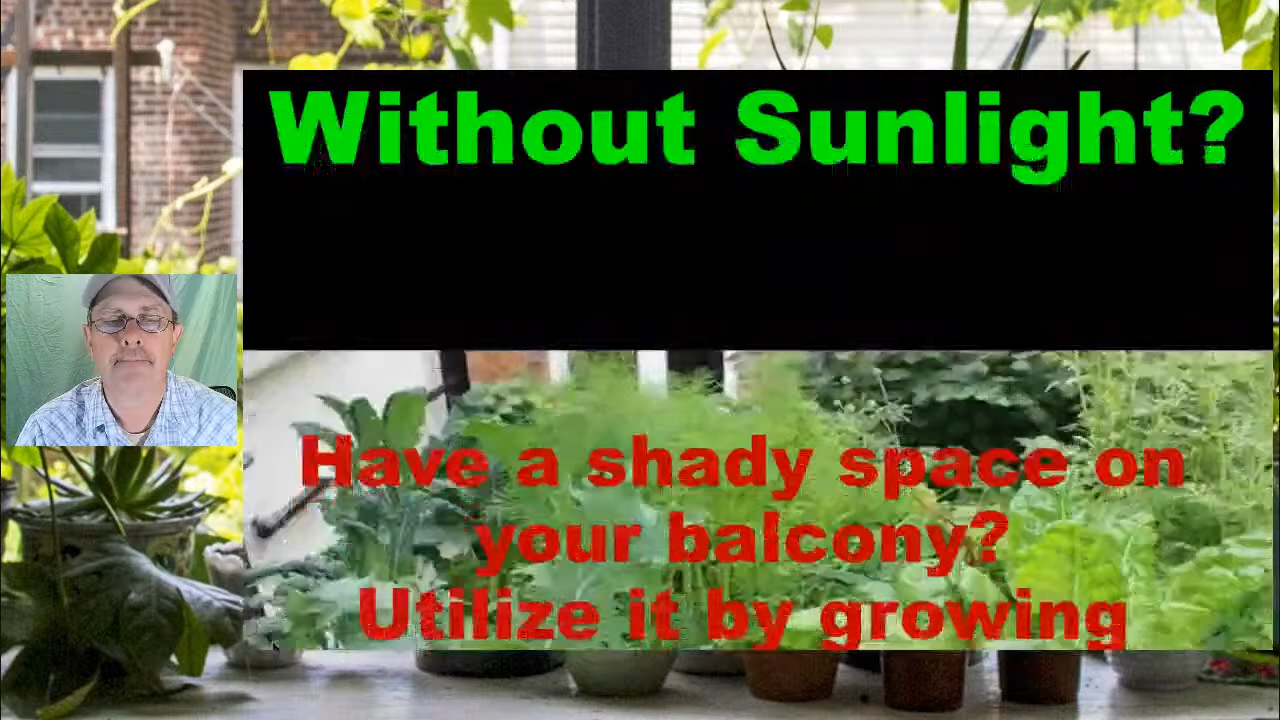 Without Sunlight?
Have a shady space on
your balcony?
Utilize it by growing